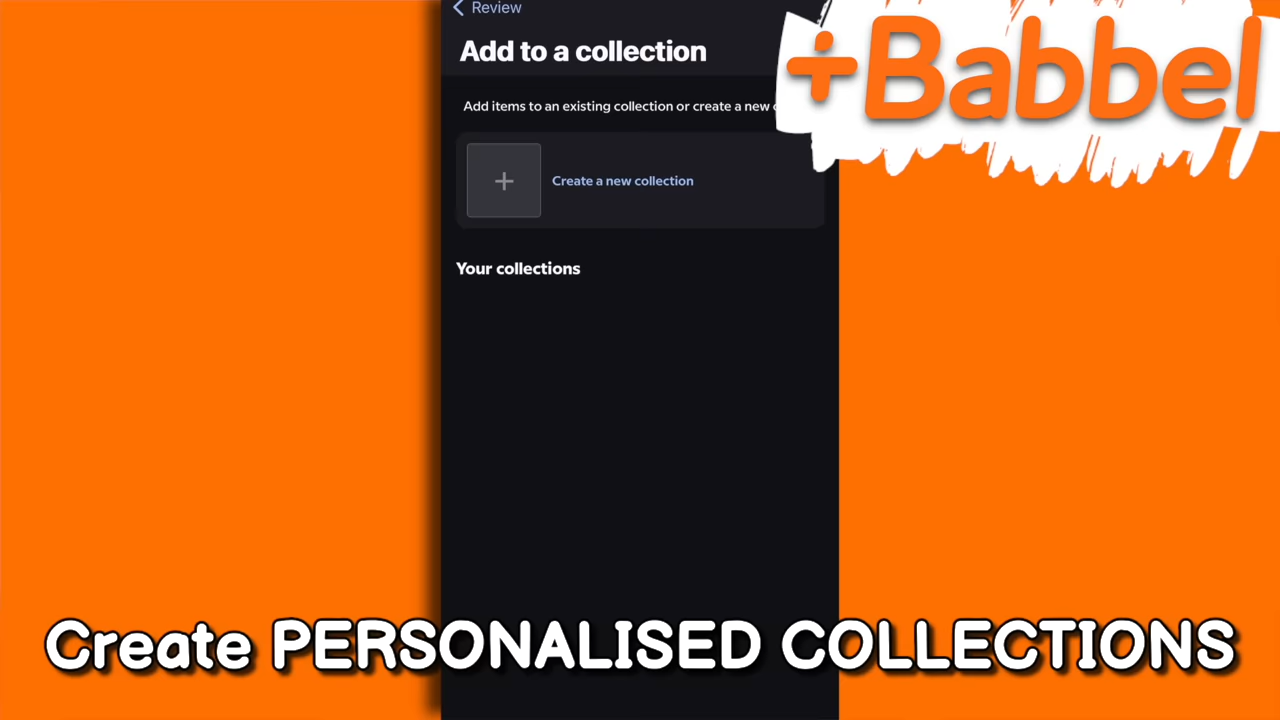 Review
+Babbel
Add to a collection
Add items to an existing collection or create a new
Create a new collection
Your collections
Create PERSONALISED COLLECTIONS